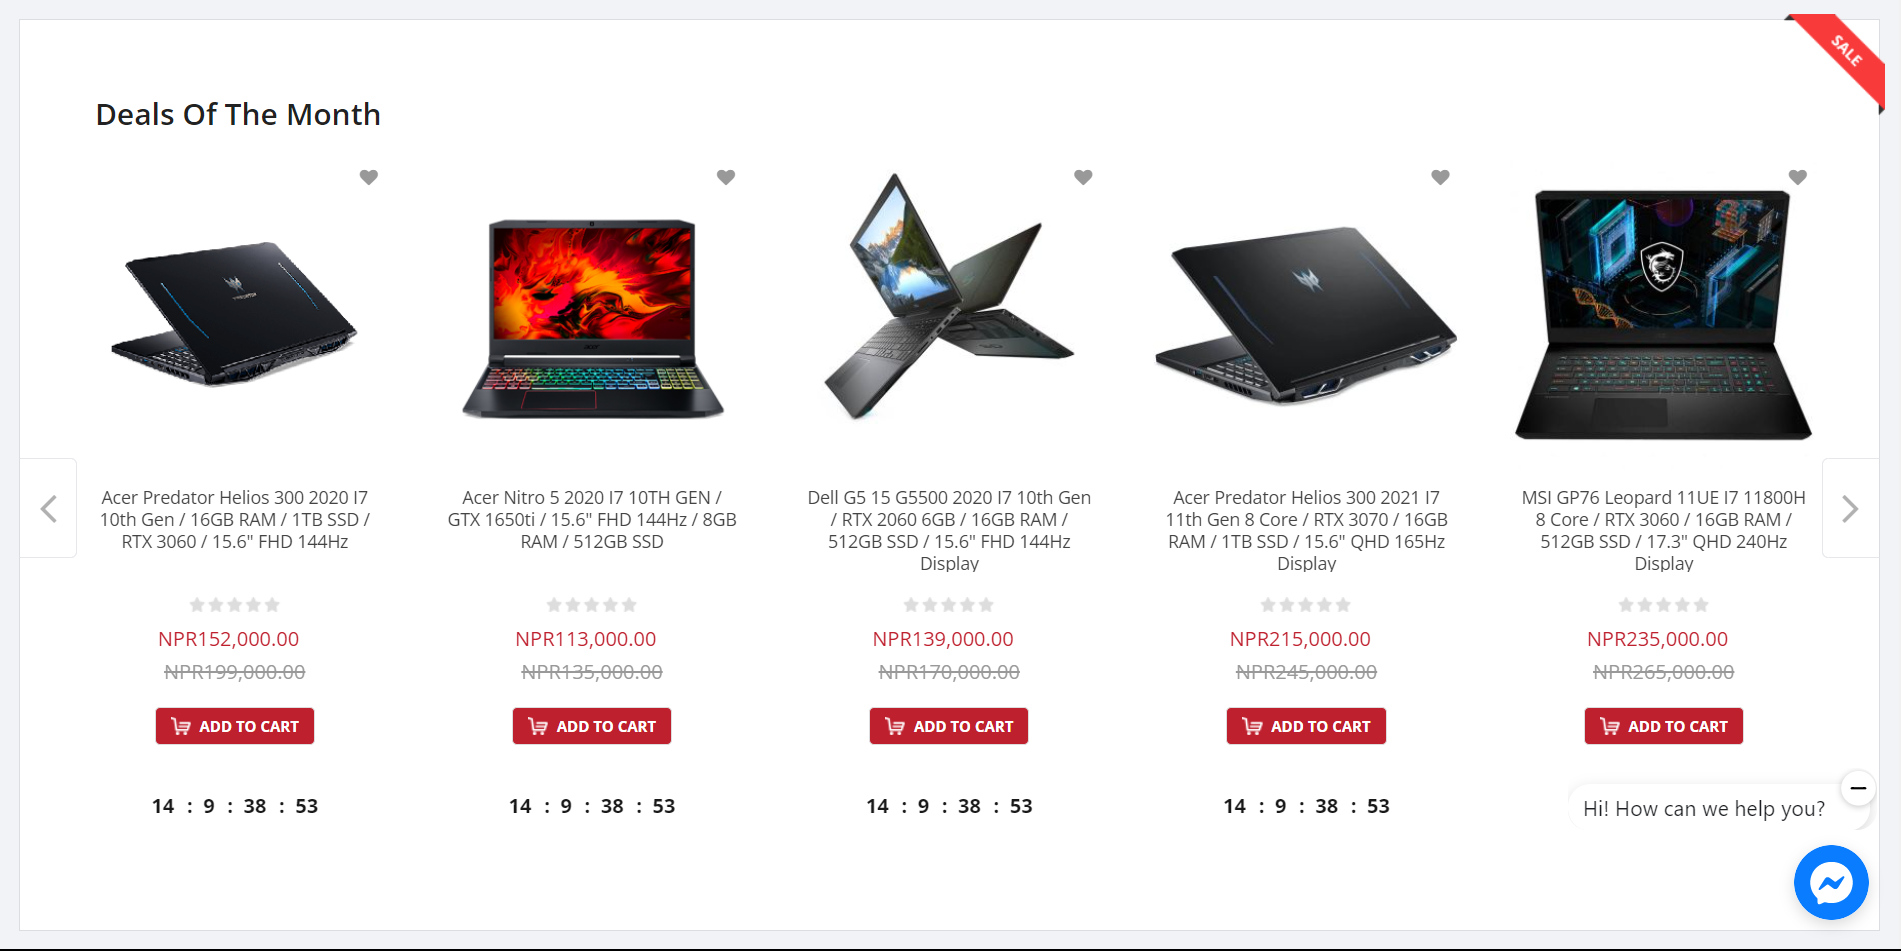 SALE
Deals Of The Month
Acer Predator Helios 300 2020 I7
10th Gen / 16GB RAM / 1TB SSD /
RTX 3060 / 15.6" FHD 144Hz
NPR152,000.00
NPR199,000.00
ADD TO CART
14 : 9 : 38 : 53
Acer Nitro 5 2020 I7 10TH GEN /
GTX 1650ti / 15.6" FHD 144Hz / 8GB
RAM / 512GB SSD
NPR113,000.00
NPR135,000.00
ADD TO CART
14 : 9 : 38 : 53
Dell G5 15 G5500 2020 I7 10th Gen
/ RTX 2060 6GB / 16GB RAM /
512GB SSD / 15.6" FHD 144Hz
Display
NPR139,000.00
NPR170,000.00
ADD TO CART
14 : 9 : 38 : 53
Acer Predator Helios 300 2021 I7
11th Gen 8 Core / RTX 3070 / 16GB
RAM / 1TB SSD / 15.6" QHD 165Hz
Display
NPR215,000.00
NPR245,000.00
ADD TO CART
14 : 9 : 38 : 53
MSI GP76 Leopard 11UE I7 11800H
8 Core / RTX 3060 / 16GB RAM /
512GB SSD / 17.3" QHD 240Hz
Display
NPR235,000.00
NPR265,000.00
ADD TO CART
Hi! How can we help you?